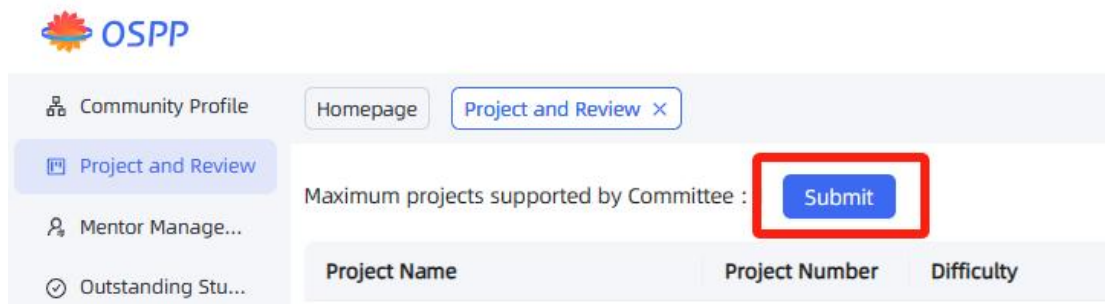 OSPP
Community Profile
Homepage
Project and Review ×
Project and Review
Maximum projects supported by Committee :
Submit
Mentor Manage...
Project Name
Project Number
Difficulty
Outstanding Stu...